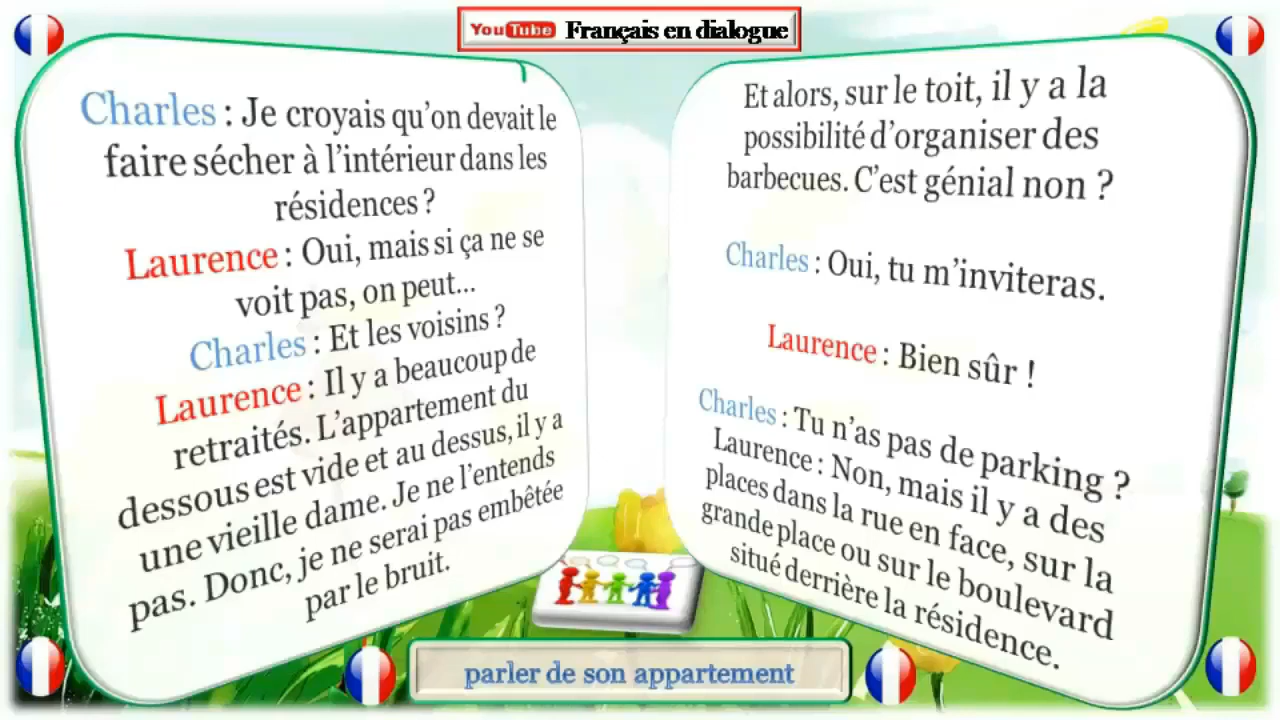 YouTube Français en dialogue
Charles : Je croyais qu'on devait le
faire sécher à l'intérieur dans les
résidences ?
Laurence : Oui, mais si ça ne se
voit pas, on peut...
Charles : Et les voisins ?
Laurence : Il y a beaucoup de
retraités. L'appartement du
dessous est vide et au dessus, il y a
une vieille dame. Je ne l'entends
pas. Donc, je ne serai pas embêtée
par le bruit.
Et alors, sur le toit, il y a la
possibilité d'organiser des
barbecues. C'est génial non ?
Charles : Oui, tu m'inviteras.
Laurence : Bien sûr !
Charles : Tu n'as pas de parking ?
Laurence : Non, mais il y a des
places dans la rue en face, sur la
grande place ou sur le boulevard
situé derrière la résidence.
parler de son appartement